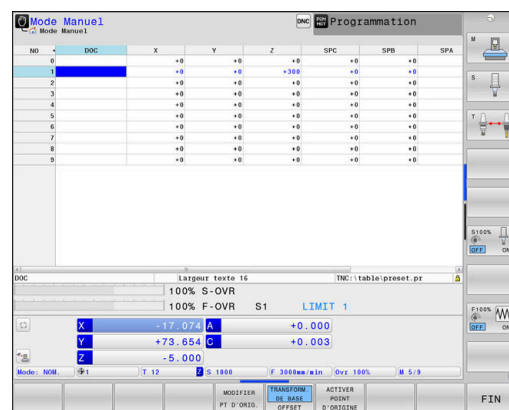 Mode Manuel
Mode Manuel
DNC
Programmation
NO DOC X Y Z SPC SPB SPA
0 +0 +0 +0 +0 +0
1 +0 +0 +300 +0 +0
2 +0 +0 +0 +0 +0
3 +0 +0 +0 +0 +0
4 +0 +0 +0 +0 +0
5 +0 +0 +0 +0 +0
6 +0 +0 +0 +0 +0
7 +0 +0 +0 +0 +0
8 +0 +0 +0 +0 +0
9 +0 +0 +0 +0 +0
DOC Largeur texte 16 TNC:\table\preset.pr
100% S-OVR
100% F-OVR S1 LIMIT 1
X -17.074 A +0.000
Y +73.654 C +0.003
Z -5.000
Mode: NOM. 1 T 12 Z S 1800 F 3000mm/min Ovr 100% M 5/9
MODIFIER
PT D'ORIG.
TRANSFORM.
DE BASE
OFFSET
ACTIVER
POINT
D'ORIGINE
FIN
M
S
T
S100%
OFF ON
F100%
OFF ON